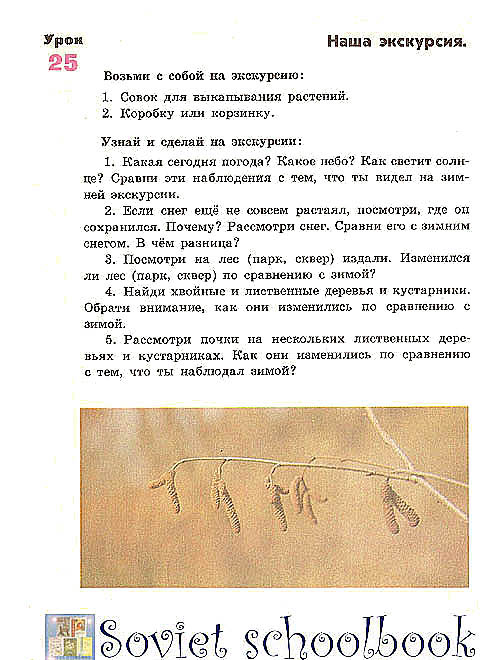 Урок
25
Наша экскурсия.
Возьми с собой на экскурсию:
1. Совок для выкапывания растений.
2. Коробку или корзинку.
Узнай и сделай на экскурсии:
1. Какая сегодня погода? Какое небо? Как светит солн-
це? Сравни эти наблюдения с тем, что ты видел на зим-
ней экскурсии.
2. Если снег ещё не совсем растаял, посмотри, где он
сохранился. Почему? Рассмотри снег. Сравни его с зимним
снегом. В чём разница?
3. Посмотри на лес (парк, сквер) издали. Изменился
ли лес (парк, сквер) по сравнению с зимой?
4. Найди хвойные и лиственные деревья и кустарники.
Обрати внимание, как они изменились по сравнению с
зимой.
5. Рассмотри почки на нескольких лиственных дере-
вьях и кустарниках. Как они изменились по сравнению
с тем, что ты наблюдал зимой?
Soviet schoolbook